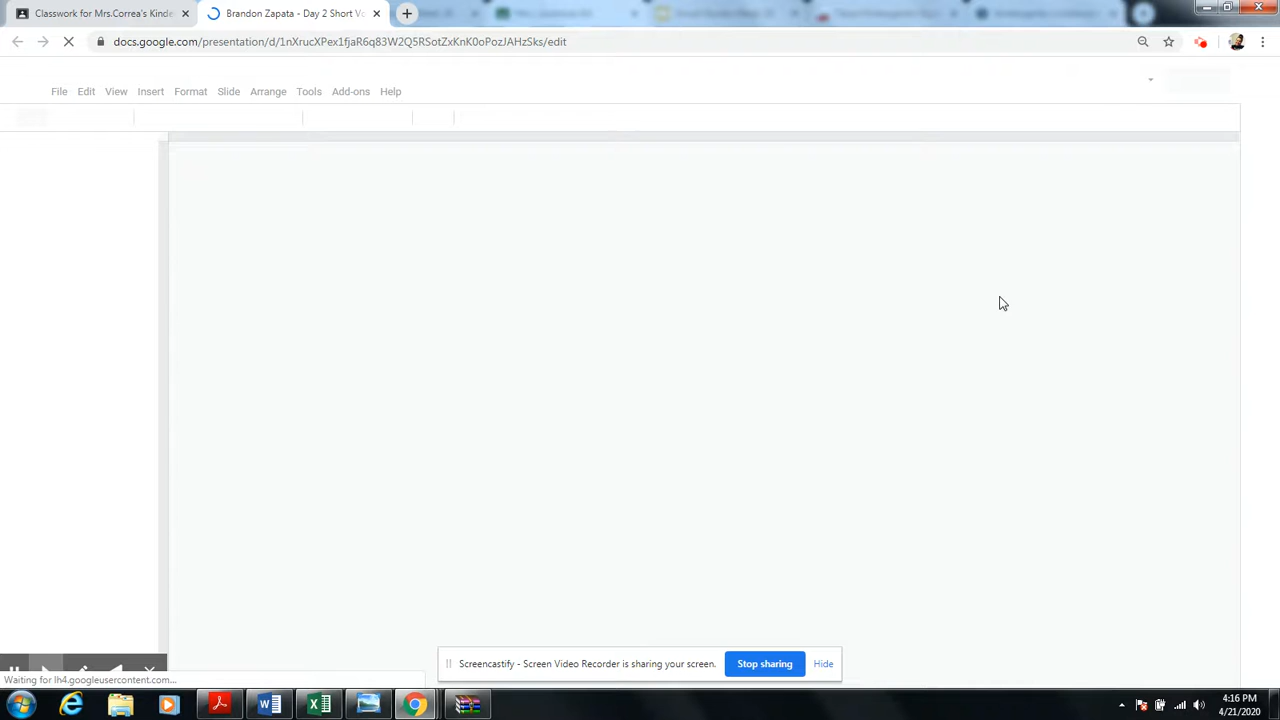 Classwork for Mrs.Correa's Kinde
Brandon Zapata - Day 2 Short Vo
docs.google.com/presentation/d/1nXrucXPex1fjaR6q83W2Q5RSotZxKnK0oPozJAHzSks/edit
File Edit View Insert Format Slide Arrange Tools Add-ons Help
Screencastify - Screen Video Recorder is sharing your screen. Stop sharing Hide
Waiting for lh4.googleusercontent.com...
4:16 PM
4/21/2020